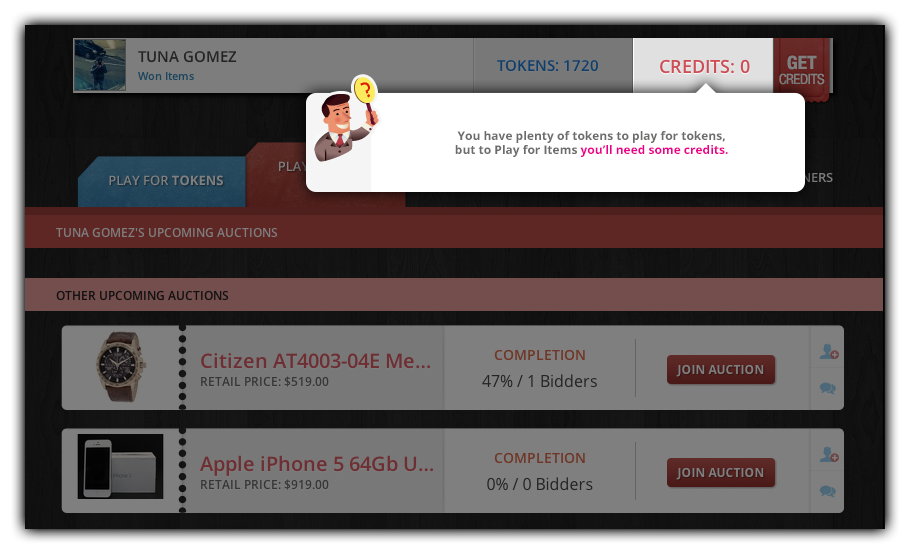 TUNA GOMEZ
Won Items
TOKENS: 1720
CREDITS: 0
GET
CREDITS
?
You have plenty of tokens to play for tokens,
but to Play for Items you'll need some credits.
PLAY FOR TOKENS
PLAY
NERS
TUNA GOMEZ'S UPCOMING AUCTIONS
OTHER UPCOMING AUCTIONS
Citizen AT4003-04E Me...
RETAIL PRICE: $519.00
COMPLETION
47% / 1 Bidders
JOIN AUCTION
Apple iPhone 5 64Gb U...
RETAIL PRICE: $919.00
COMPLETION
0% / 0 Bidders
JOIN AUCTION